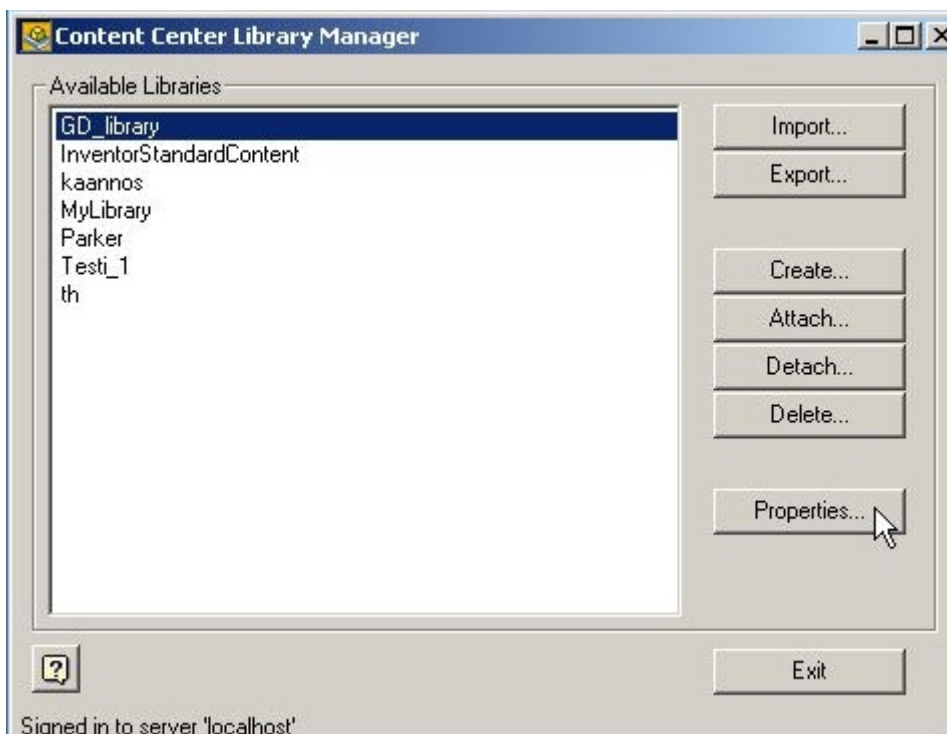 Content Center Library Manager
Available Libraries
GD_library
InventorStandardContent
kaannos
MyLibrary
Parker
Testi_1
th
Import...
Export...
Create...
Attach...
Detach...
Delete...
Properties...
?
Exit
Signed in to server 'localhost'